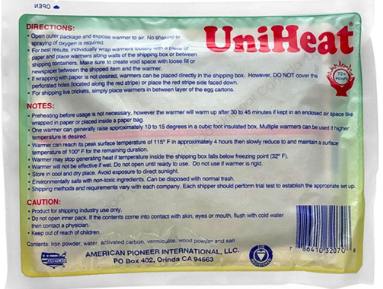 OPEN
DIRECTIONS:
• Open outer package and expose warmer to air. No shaking or
spraying of oxygen is required.
• For best results, individually wrap warmers loosely with a piece of
paper and place warmers along walls of the shipping box or between
shipping containers. Make sure to create void space with loose fill or
newspaper between the shipped item and the warmer.
• If wrapping with paper is not desired, warmers can be placed directly in the shipping box. However, DO NOT cover the
perforated holes (located along the red stripe) or place the red stripe side faced down.
• For shipping live chickens, simply place warmers in between layer of the egg cartons.
UniHeat
NOTES:
• Preheating before usage is not necessary, however the warmer will warm up after 30 to 45 minutes if kept in an enclosed air space like
wrapped in paper or placed inside a paper bag.
• One warmer can generally raise approximately 10 to 15 degrees in a cubic foot insulated box. Multiple warmers can be used if higher
temperature is desired.
• Warmer can reach its peak surface temperature of 115° F in approximately 4 hours then slowly reduce to and maintain a surface
temperature of 100° F for the remaining duration.
• Warmer may stop generating heat if temperature inside the shipping box falls below freezing point (32° F).
• Warmer will not be effective if wet. Do not open until ready to use. Do not use if warmer is rigid.
• Store in cool and dry place. Avoid exposure to direct sunlight.
• Environmentally safe with non-toxic ingredients. Can be disposed with normal trash.
• Shipping methods and requirements vary with each company. Each shipper should perform trial test to establish the appropriate set up.
CAUTION:
• Product for shipping industry use only.
• Do not open inner pack. If the contents come into contact with skin, eyes or mouth, flush with cold water
then contact a physician.
• Keep out of reach of children.
Contents: Iron powder, water, activated carbon, vermiculite, wood powder and salt
AMERICAN PIONEER INTERNATIONAL, LLC.
PO Box 402, Orinda CA 94563